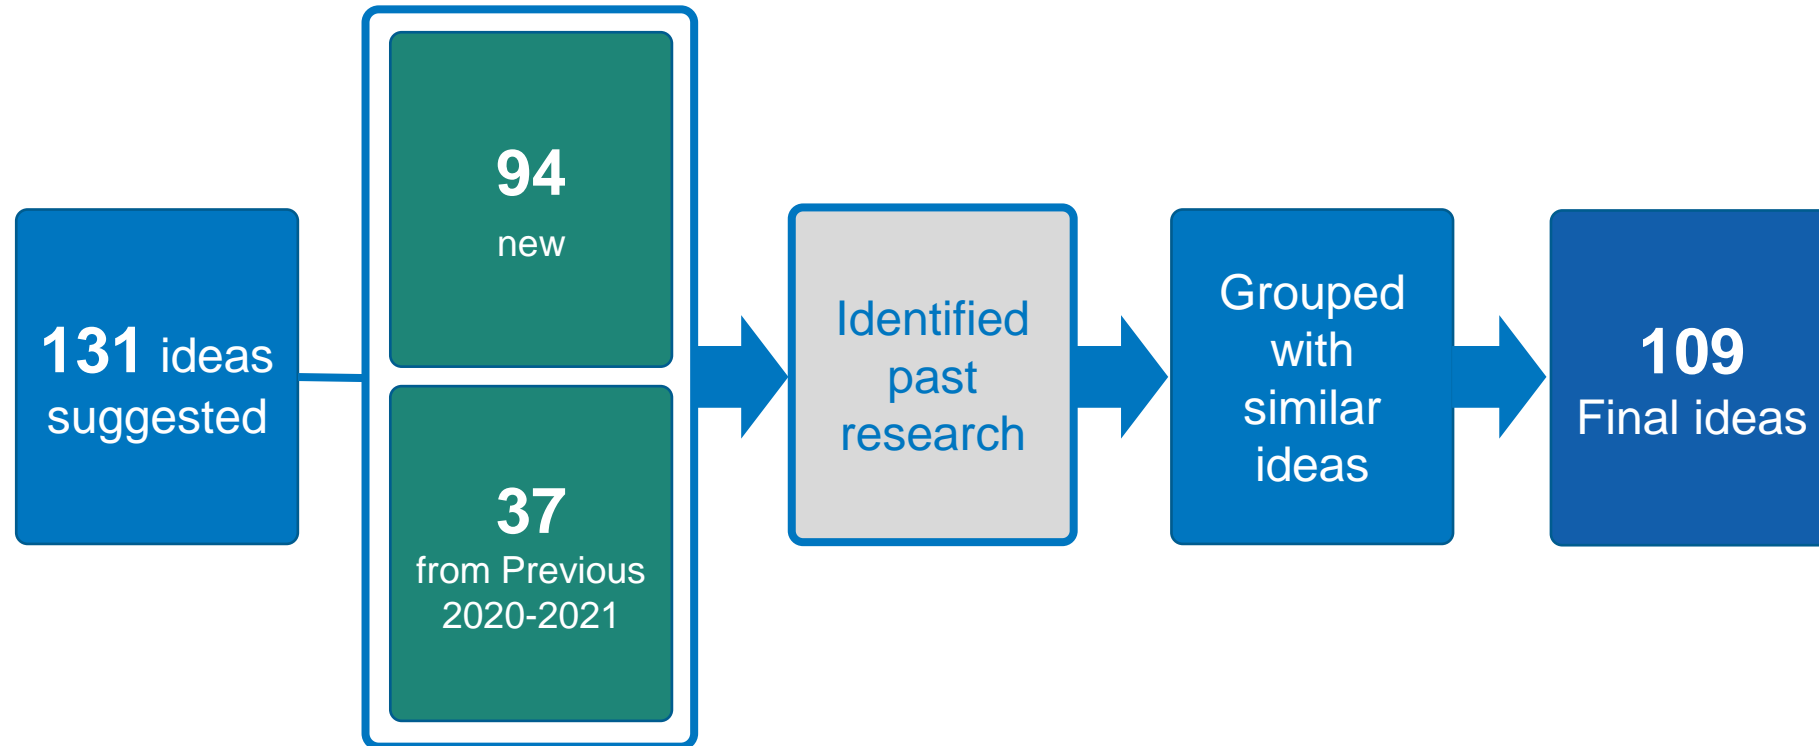 131 ideas
suggested
94
new
37
from Previous
2020-2021
Identified
past
research
Grouped
with
similar
ideas
109
Final ideas